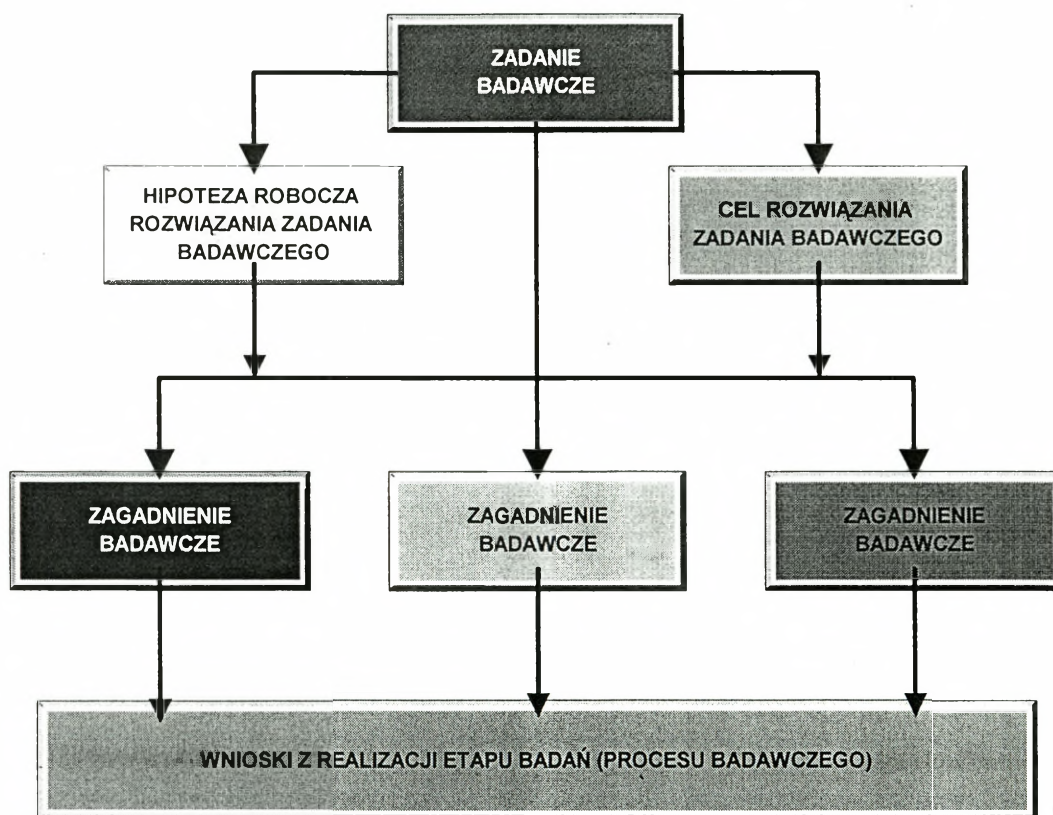 ZADANIE
BADAWCZE
HIPOTEZA ROBOCZA
ROZWIĄZANIA ZADANIA
BADAWCZEGO
CEL ROZWIĄZANIA
ZADANIA BADAWCZEGO
ZAGADNIENIE
BADAWCZE
ZAGADNIENIE
BADAWCZE
ZAGADNIENIE
BADAWCZE
WNIOSKI Z REALIZACJI ETAPU BADAŃ (PROCESU BADAWCZEGO)